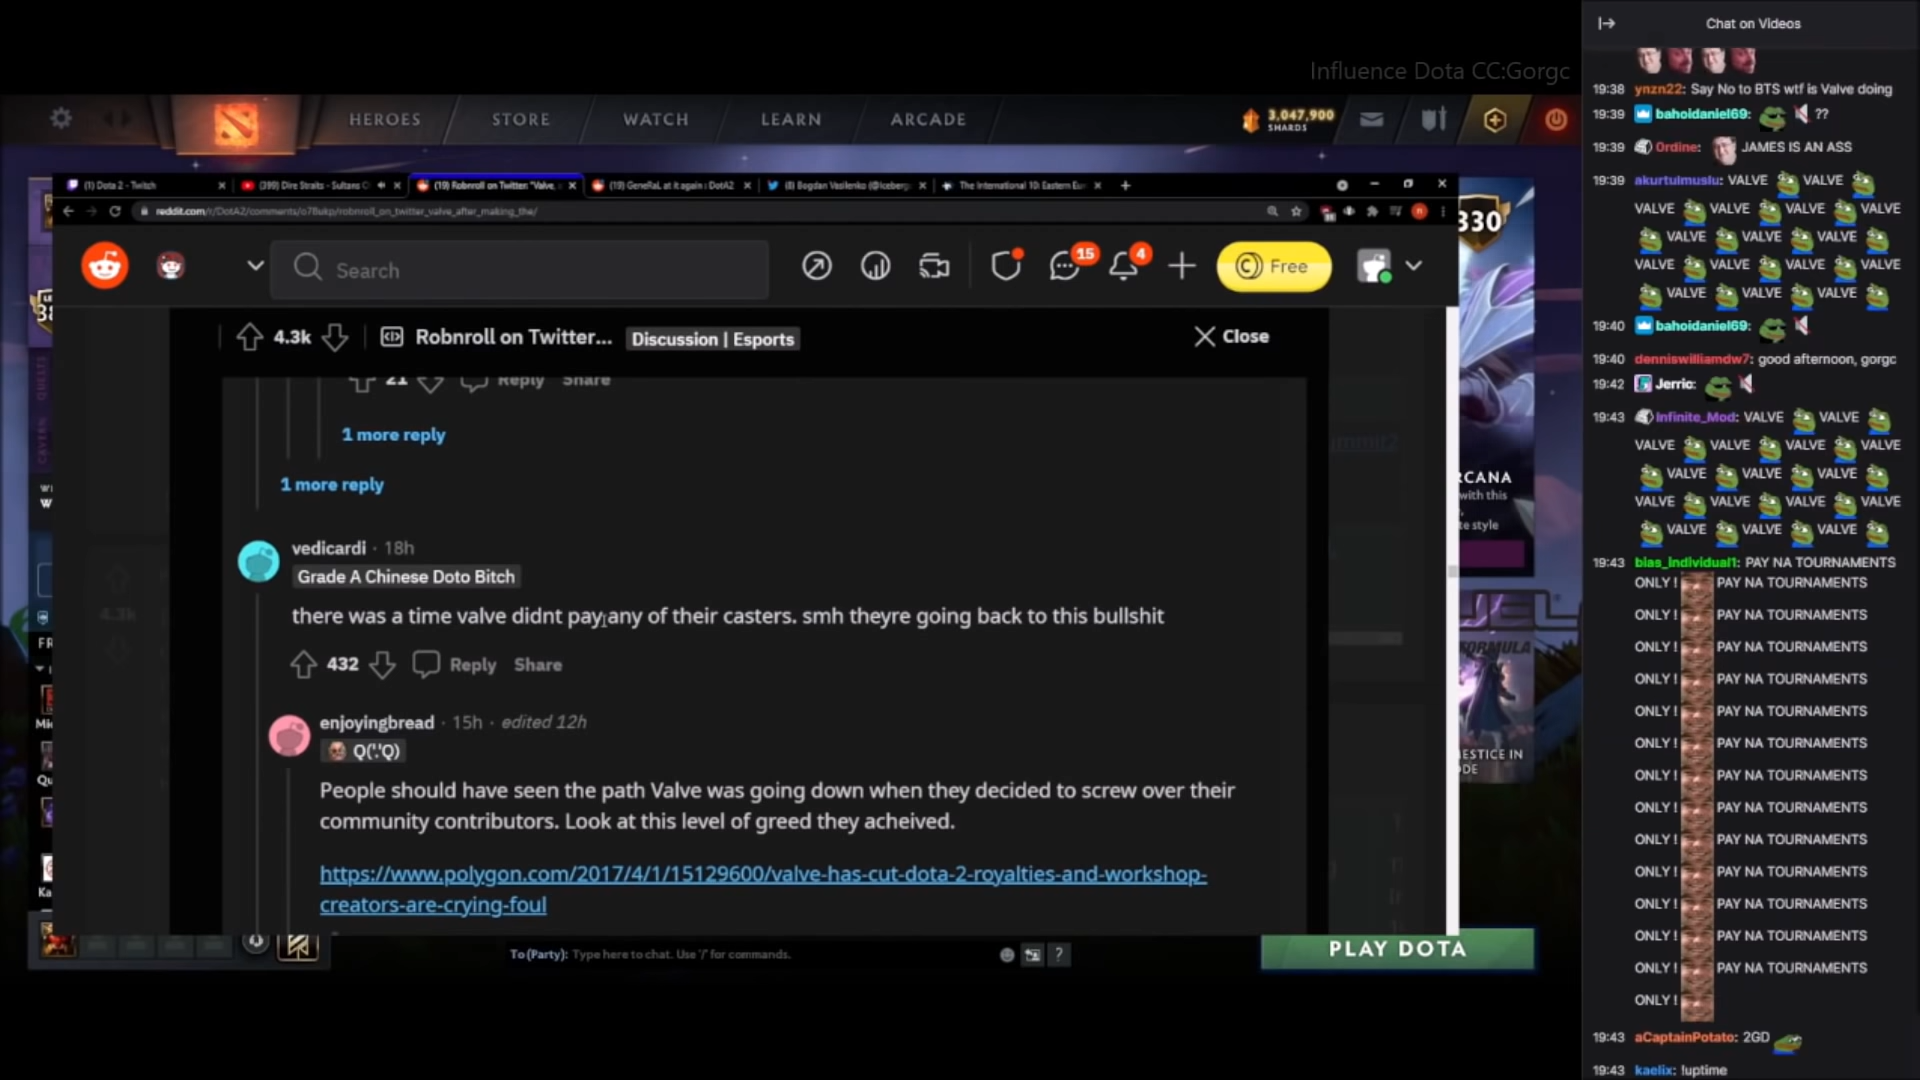 Influence Dota CC:Gorgc
HEROES
STORE
WATCH
LEARN
ARCADE
3,047,900
SHARDS
(1) Dota 2 - Twitch
(399) Dire Straits - Sultans O
(19) Robnroll on Twitter: "Valve,
(19) GeneRaL at it again : DotA2
(8) Bogdan Vasilenko (@Iceberg
The International 10: Eastern Eu
reddit.com/r/DotA2/comments/o78ukp/robnroll_on_twitter_valve_after_making_the/
Search
15
4
Free
330
4.3k
Robnroll on Twitter...
Discussion | Esports
Close
21
Reply
Share
1 more reply
1 more reply
vedicardi · 18h
Grade A Chinese Doto Bitch
there was a time valve didnt pay any of their casters. smh theyre going back to this bullshit
432
Reply
Share
enjoyingbread · 15h · edited 12h
Q(','Q)
People should have seen the path Valve was going down when they decided to screw over their
community contributors. Look at this level of greed they acheived.
https://www.polygon.com/2017/4/1/15129600/valve-has-cut-dota-2-royalties-and-workshop-
creators-are-crying-foul
RCANA
with this
te style
ORMULA
ESTICE IN
ODE
To (Party): Type here to chat. Use '/' for commands.
?
PLAY DOTA
Chat on Videos
19:38 ynzn22: Say No to BTS wtf is Valve doing
19:39 bahoidaniel69: ??
19:39 Ordine: JAMES IS AN ASS
19:39 akurtulmuslu: VALVE VALVE
VALVE VALVE VALVE VALVE
VALVE VALVE VALVE
VALVE VALVE VALVE VALVE
VALVE VALVE VALVE
19:40 bahoidaniel69:
19:40 denniswilliamdw7: good afternoon, gorgc
19:42 Jerric:
19:43 Infinite_Mod: VALVE VALVE
VALVE VALVE VALVE VALVE
VALVE VALVE VALVE
VALVE VALVE VALVE VALVE
VALVE VALVE VALVE
19:43 bias_individual1: PAY NA TOURNAMENTS
ONLY ! PAY NA TOURNAMENTS
ONLY ! PAY NA TOURNAMENTS
ONLY ! PAY NA TOURNAMENTS
ONLY ! PAY NA TOURNAMENTS
ONLY ! PAY NA TOURNAMENTS
ONLY ! PAY NA TOURNAMENTS
ONLY ! PAY NA TOURNAMENTS
ONLY ! PAY NA TOURNAMENTS
ONLY ! PAY NA TOURNAMENTS
ONLY ! PAY NA TOURNAMENTS
ONLY ! PAY NA TOURNAMENTS
ONLY ! PAY NA TOURNAMENTS
ONLY ! PAY NA TOURNAMENTS
ONLY !
19:43 aCaptainPotato: 2GD
19:43 kaelix: !uptime